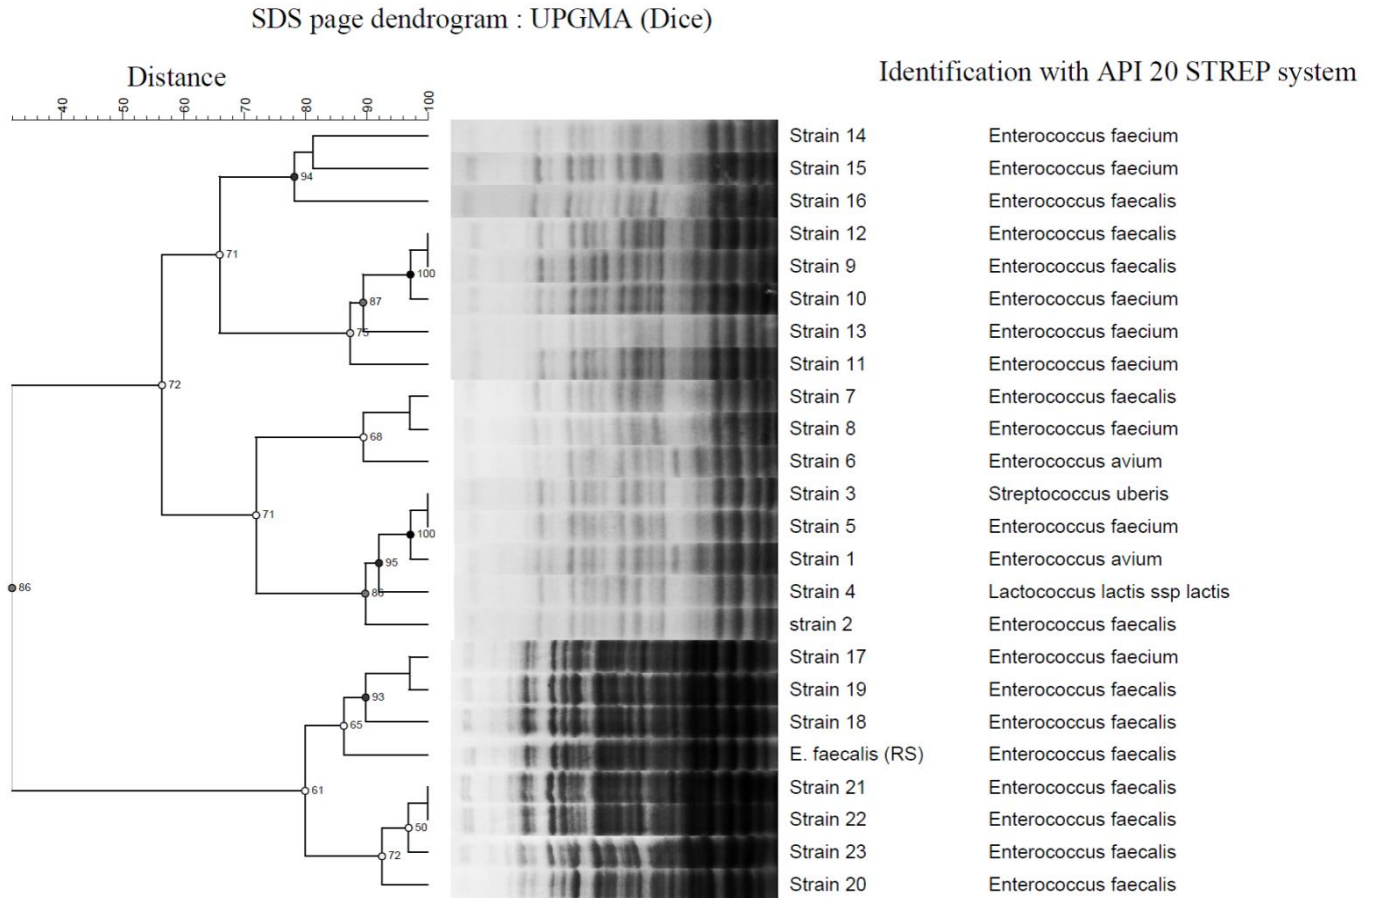 SDS page dendrogram : UPGMA (Dice)
Distance
Identification with API 20 STREP system
40 50 60 70 80 90 100
Strain 14 Enterococcus faecium
Strain 15 Enterococcus faecium
94
Strain 16 Enterococcus faecalis
Strain 12 Enterococcus faecalis
71
Strain 9 Enterococcus faecalis
100
Strain 10 Enterococcus faecium
87
Strain 13 Enterococcus faecium
75
Strain 11 Enterococcus faecium
72
Strain 7 Enterococcus faecalis
Strain 8 Enterococcus faecium
68
Strain 6 Enterococcus avium
Strain 3 Streptococcus uberis
71
Strain 5 Enterococcus faecium
100
Strain 1 Enterococcus avium
95
86
Strain 4 Lactococcus lactis ssp lactis
strain 2 Enterococcus faecalis
Strain 17 Enterococcus faecium
Strain 19 Enterococcus faecalis
93
Strain 18 Enterococcus faecalis
65
E. faecalis (RS) Enterococcus faecalis
Strain 21 Enterococcus faecalis
61
Strain 22 Enterococcus faecalis
50
Strain 23 Enterococcus faecalis
72
Strain 20 Enterococcus faecalis